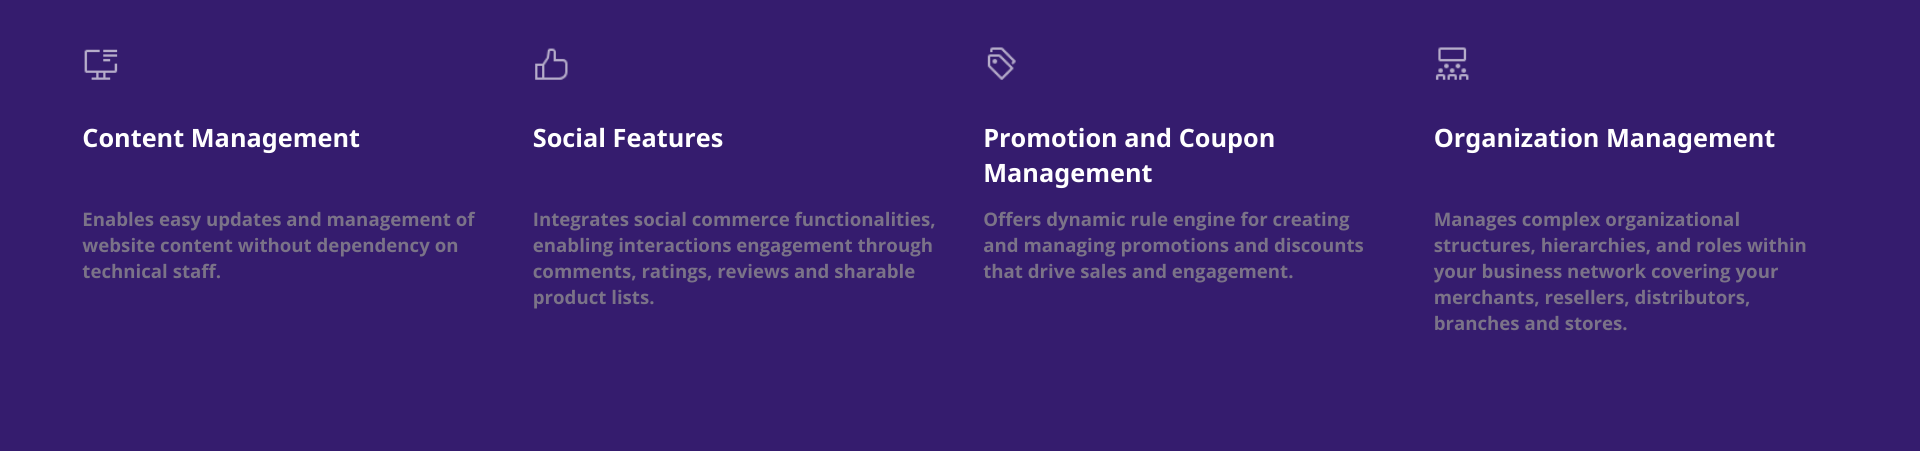 Content Management
Enables easy updates and management of
website content without dependency on
technical staff.
Social Features
Integrates social commerce functionalities,
enabling interactions engagement through
comments, ratings, reviews and sharable
product lists.
Promotion and Coupon
Management
Offers dynamic rule engine for creating
and managing promotions and discounts
that drive sales and engagement.
Organization Management
Manages complex organizational
structures, hierarchies, and roles within
your business network covering your
merchants, resellers, distributors,
branches and stores.